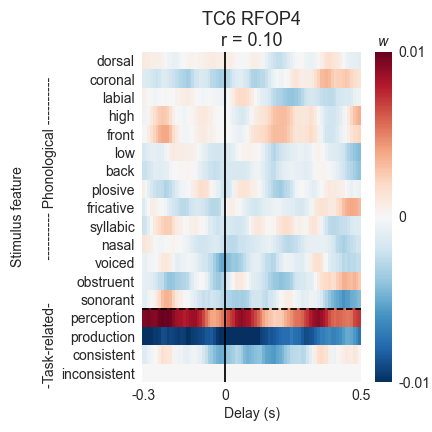 TC6 RFOP4
r = 0.10
w
Stimulus feature
---------- Phonological ----------
-Task-related-
dorsal
coronal
labial
high
front
low
back
plosive
fricative
syllabic
nasal
voiced
obstruent
sonorant
perception
production
consistent
inconsistent
-0.3
0
0.5
Delay (s)
0.01
0
-0.01